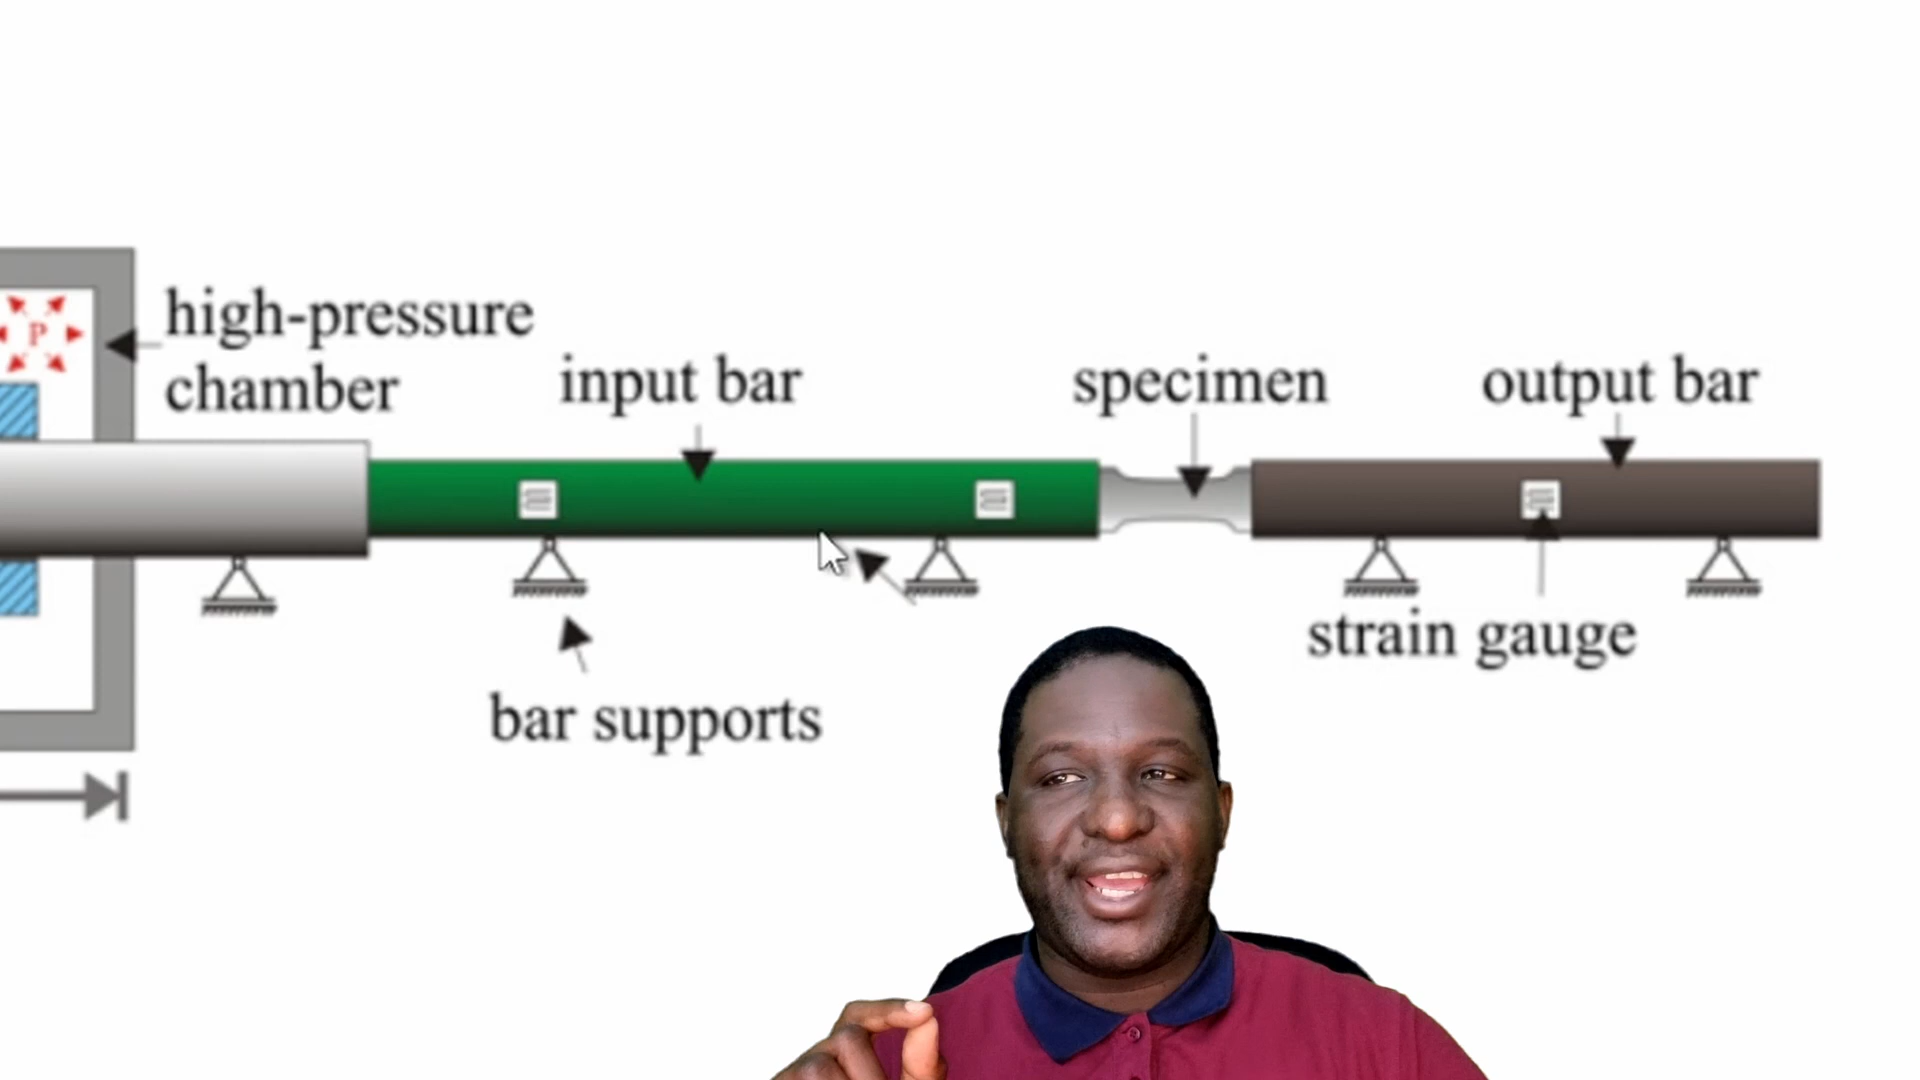 high-pressure
chamber
P
input bar
specimen
output bar
strain gauge
bar supports